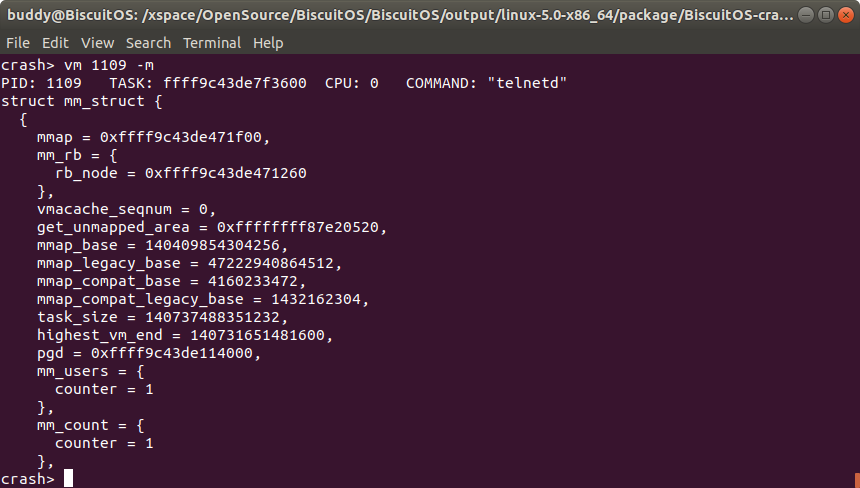 buddy@BiscuitOS: /xspace/OpenSource/BiscuitOS/BiscuitOS/output/linux-5.0-x86_64/package/BiscuitOS-cra...
File Edit View Search Terminal Help
crash> vm 1109 -m
PID: 1109   TASK: ffff9c43de7f3600  CPU: 0   COMMAND: "telnetd"
struct mm_struct {
  {
    mmap = 0xffff9c43de471f00,
    mm_rb = {
      rb_node = 0xffff9c43de471260
    },
    vmacache_seqnum = 0,
    get_unmapped_area = 0xffffffff87e20520,
    mmap_base = 140409854304256,
    mmap_legacy_base = 47222940864512,
    mmap_compat_base = 4160233472,
    mmap_compat_legacy_base = 1432162304,
    task_size = 140737488351232,
    highest_vm_end = 140731651481600,
    pgd = 0xffff9c43de114000,
    mm_users = {
      counter = 1
    },
    mm_count = {
      counter = 1
    },
crash>